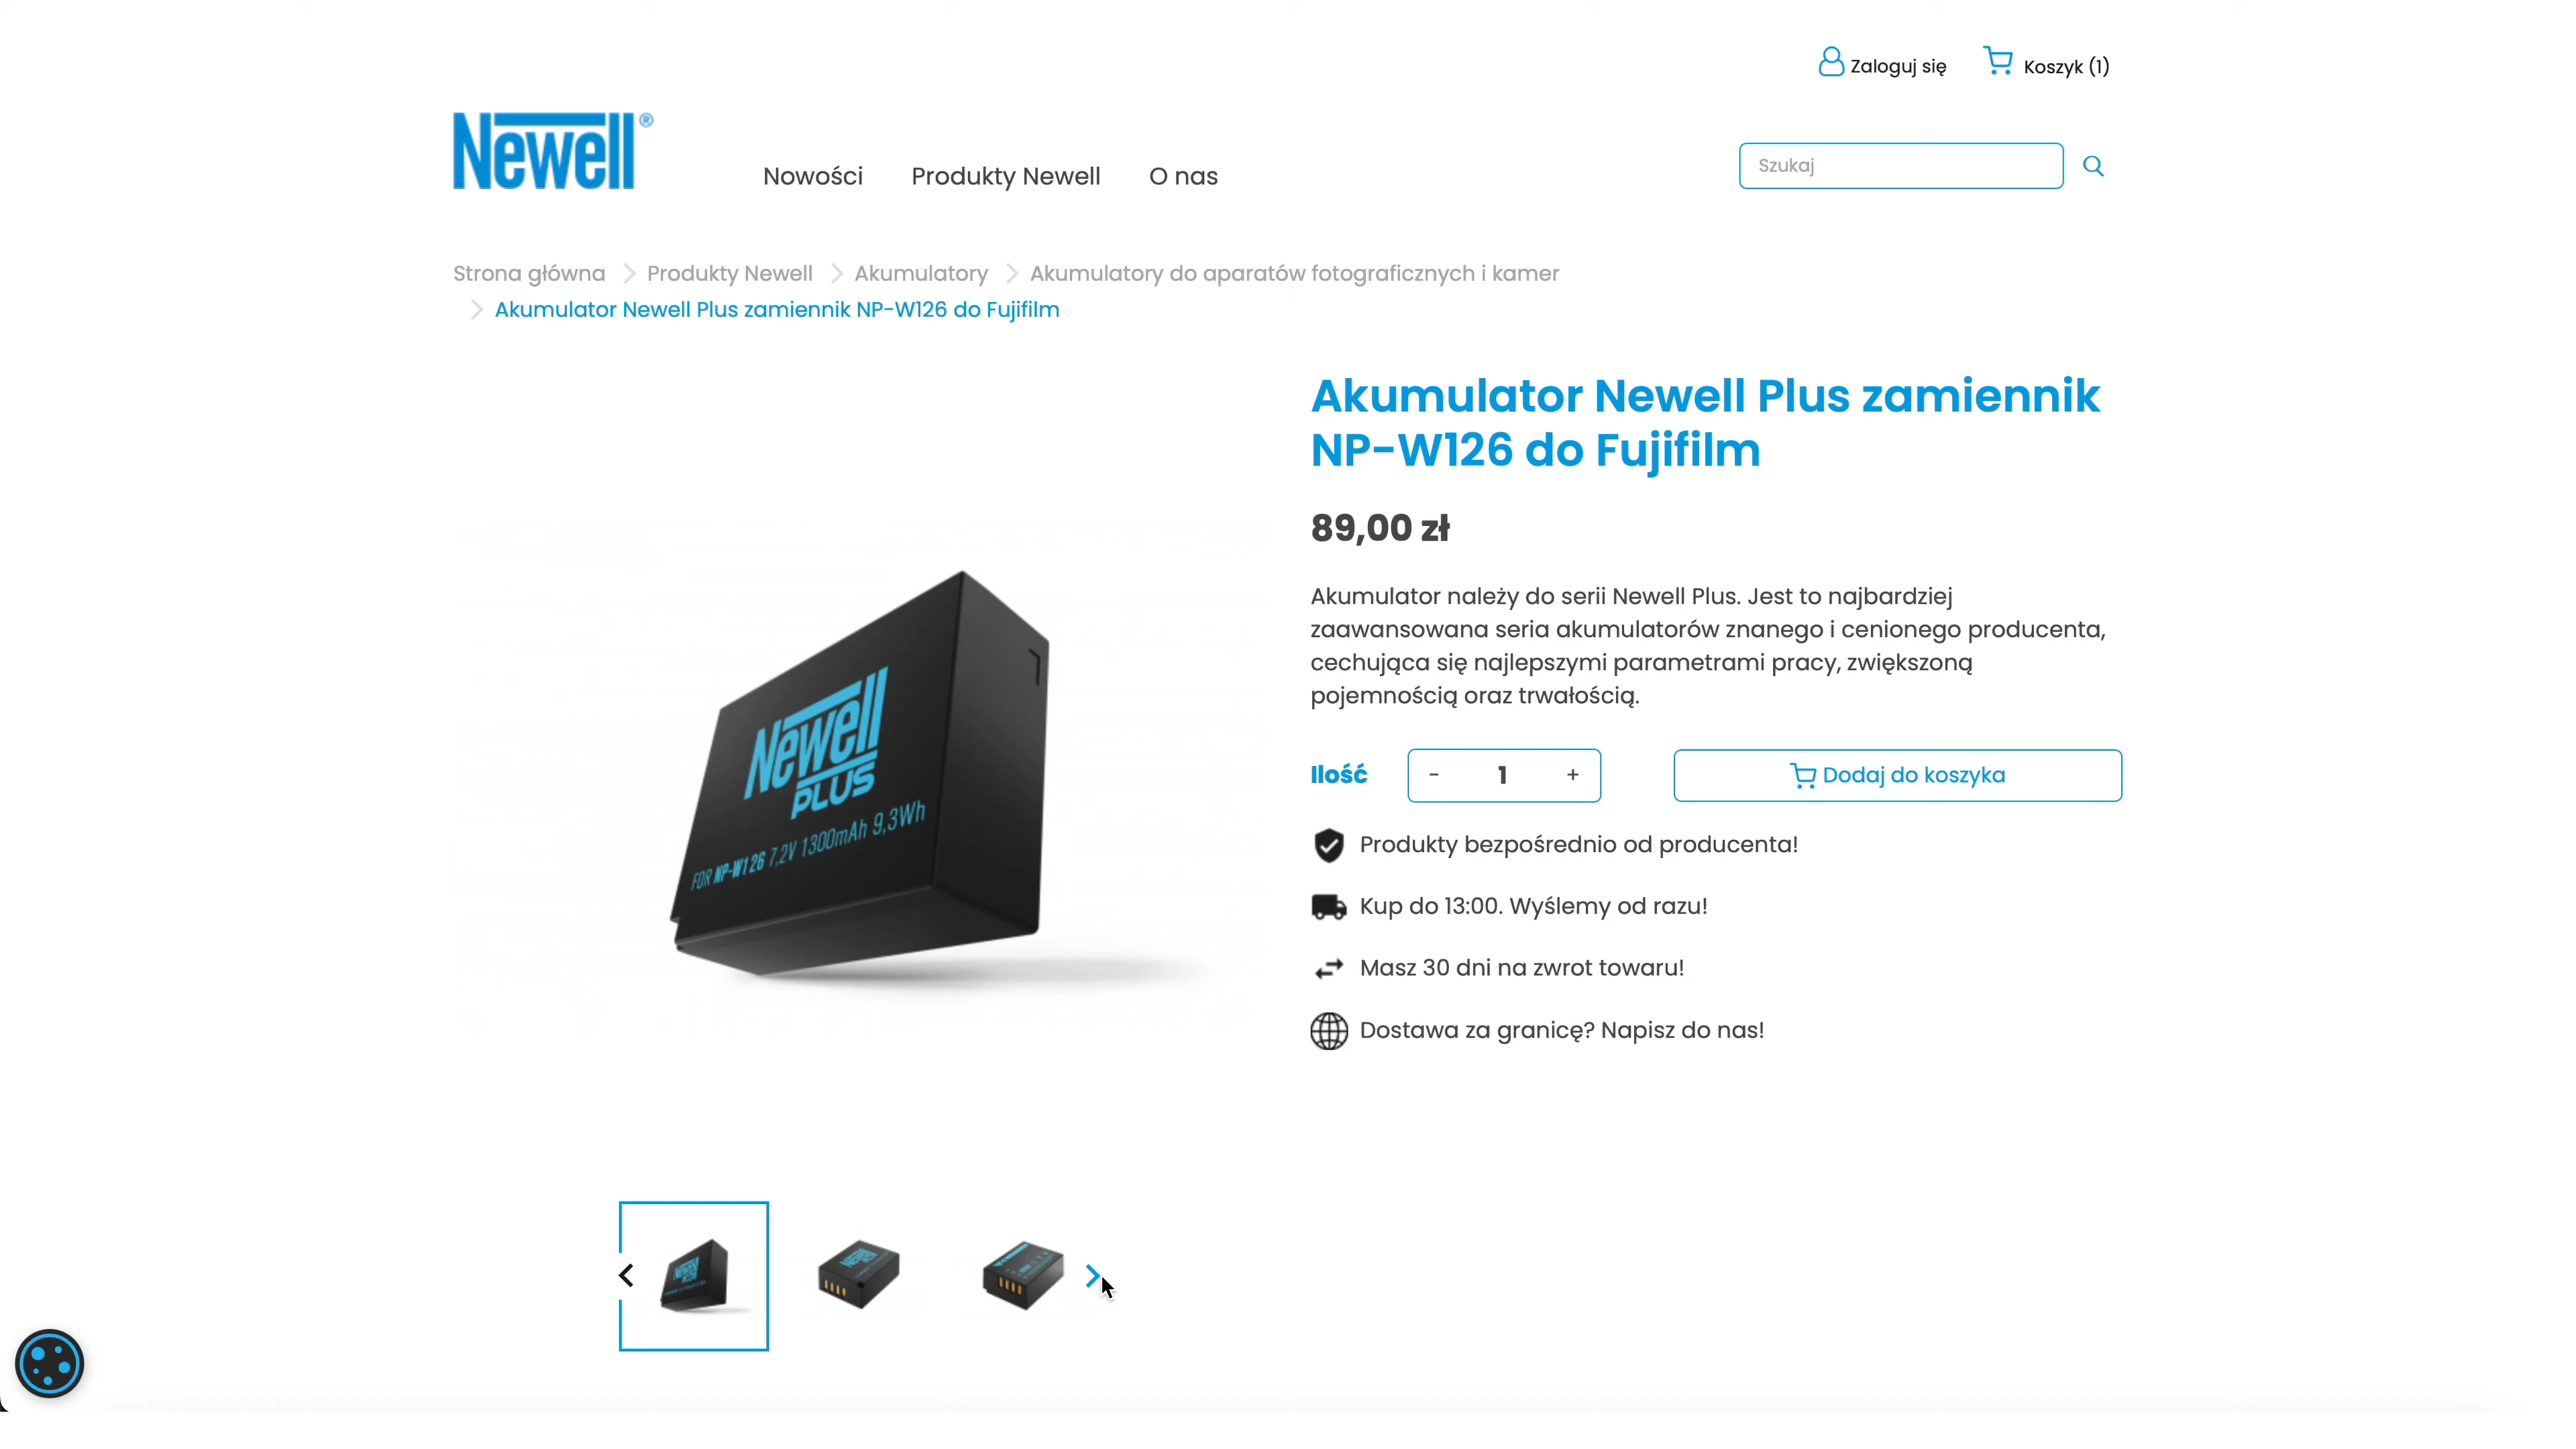 Zaloguj się
Koszyk (1)
Newell ®
Nowości
Produkty Newell
O nas
Szukaj
Strona główna
Produkty Newell
Akumulatory
Akumulatory do aparatów fotograficznych i kamer
Akumulator Newell Plus zamiennik NP-W126 do Fujifilm
Akumulator Newell Plus zamiennik
NP-W126 do Fujifilm
89,00 zł
Akumulator należy do serii Newell Plus. Jest to najbardziej
zaawansowana seria akumulatorów znanego i cenionego producenta,
cechująca się najlepszymi parametrami pracy, zwiększoną
pojemnością oraz trwałością.
Ilość
- 1 +
Dodaj do koszyka
Produkty bezpośrednio od producenta!
Kup do 13:00. Wyślemy od razu!
Masz 30 dni na zwrot towaru!
Dostawa za granicę? Napisz do nas!
Newell
PLUS
FOR NP-W126 7,2V 1300mAh 9,3Wh